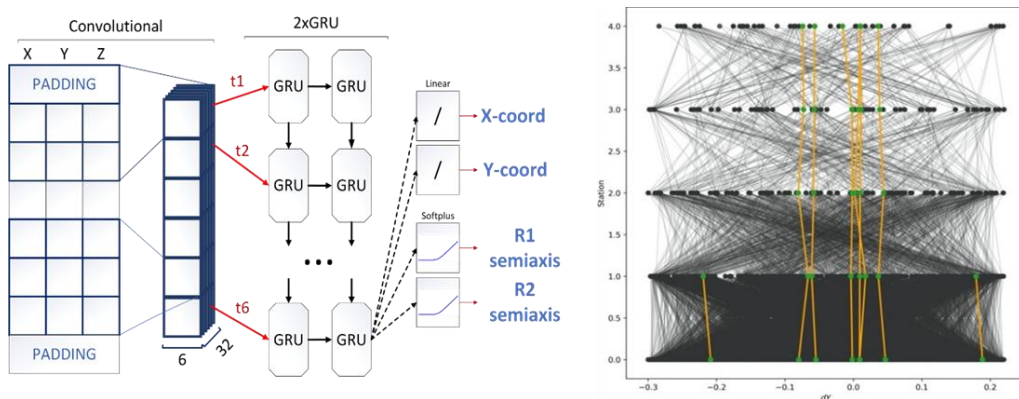 Convolutional
2xGRU
X Y Z
PADDING
t1
GRU GRU
Linear
X-coord
t2
GRU GRU
Y-coord
Softplus
R1
semiaxis
...
R2
semiaxis
t6
GRU GRU
PADDING
6
32
4.0
3.5
3.0
2.5
2.0
1.5
1.0
0.5
0.0
Station
-0.3 -0.2 -0.1 0.0 0.1 0.2